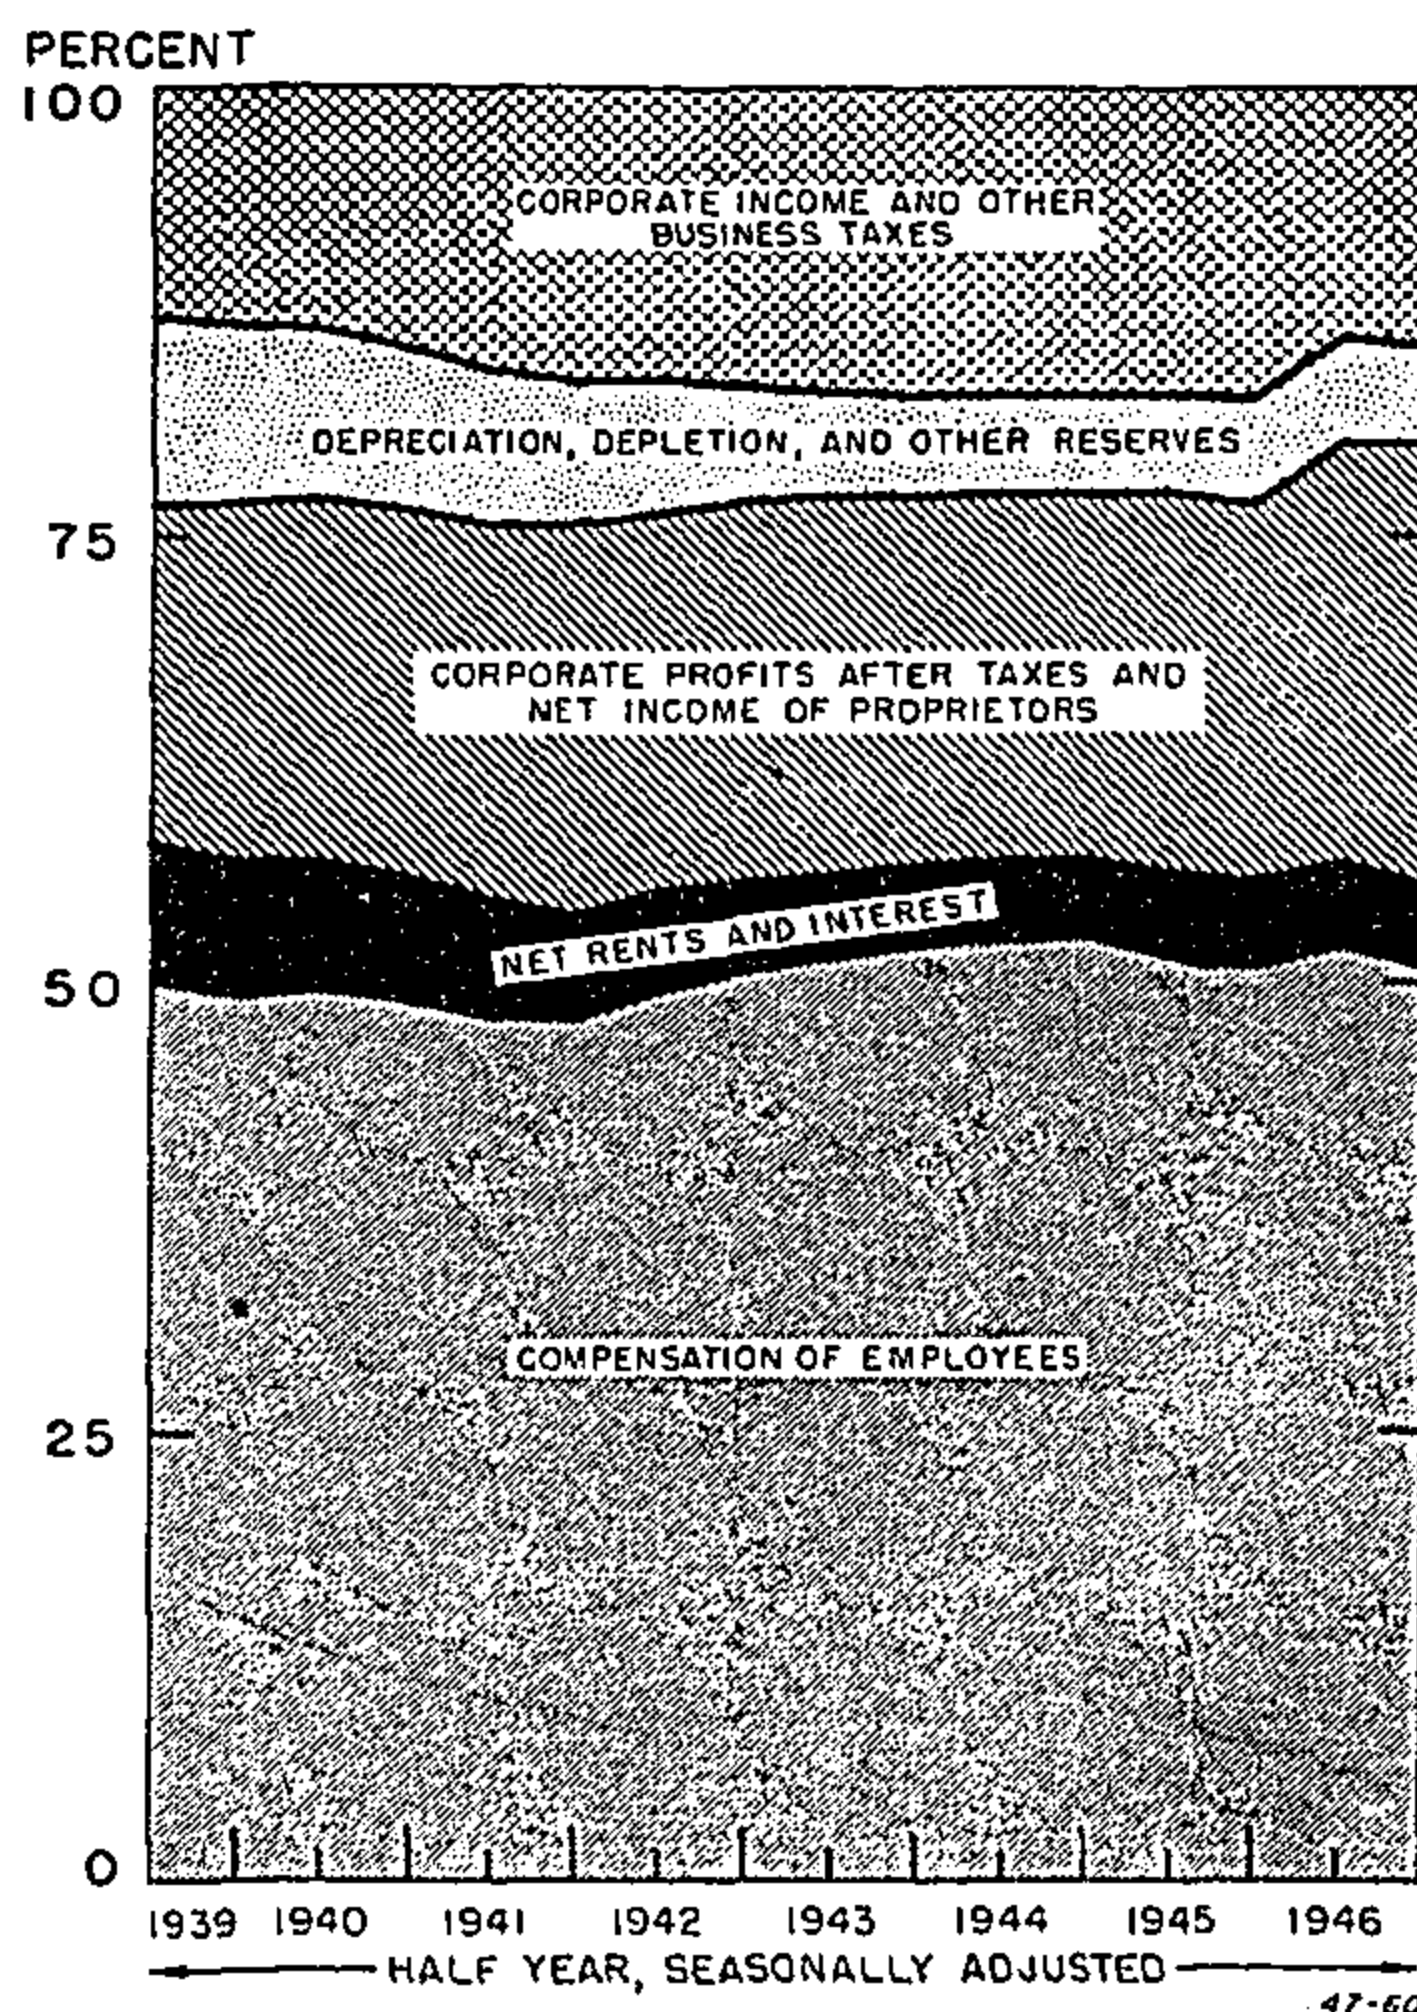 PERCENT
100
CORPORATE INCOME AND OTHER
BUSINESS TAXES
DEPRECIATION, DEPLETION, AND OTHER RESERVES
75
CORPORATE PROFITS AFTER TAXES AND
NET INCOME OF PROPRIETORS
NET RENTS AND INTEREST
50
COMPENSATION OF EMPLOYEES
25
0
1939 1940 1941 1942 1943 1944 1945 1946
HALF YEAR, SEASONALLY ADJUSTED